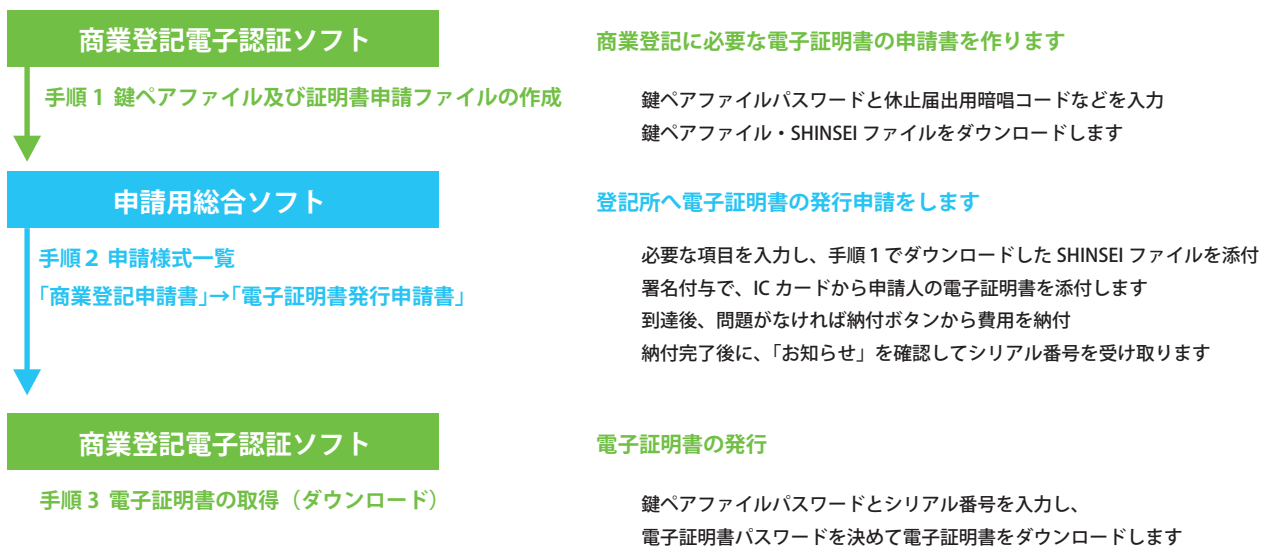 商業登記電子認証ソフト
商業登記に必要な電子証明書の申請書を作ります
手順 1 鍵ペアファイル及び証明書申請ファイルの作成
鍵ペアファイルパスワードと休止届出用暗唱コードなどを入力
鍵ペアファイル・SHINSEI ファイルをダウンロードします
申請用総合ソフト
登記所へ電子証明書の発行申請をします
手順 2 申請様式一覧
「商業登記申請書」→「電子証明書発行申請書」
必要な項目を入力し、手順 1 でダウンロードした SHINSEI ファイルを添付
署名付与で、IC カードから申請人の電子証明書を添付します
到達後、問題がなければ納付ボタンから費用を納付
納付完了後に、「お知らせ」を確認してシリアル番号を受け取ります
商業登記電子認証ソフト
電子証明書の発行
手順 3 電子証明書の取得（ダウンロード）
鍵ペアファイルパスワードとシリアル番号を入力し、
電子証明書パスワードを決めて電子証明書をダウンロードします